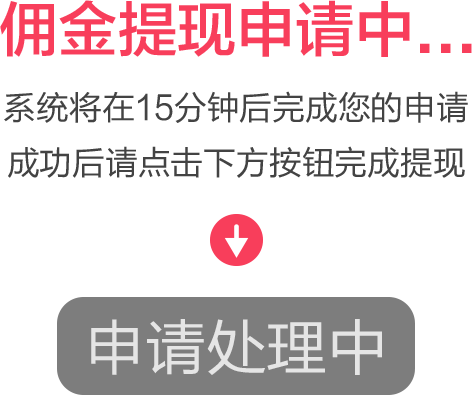 佣金提现申请中...
系统将在15分钟后完成您的申请
成功后请点击下方按钮完成提现
申请处理中